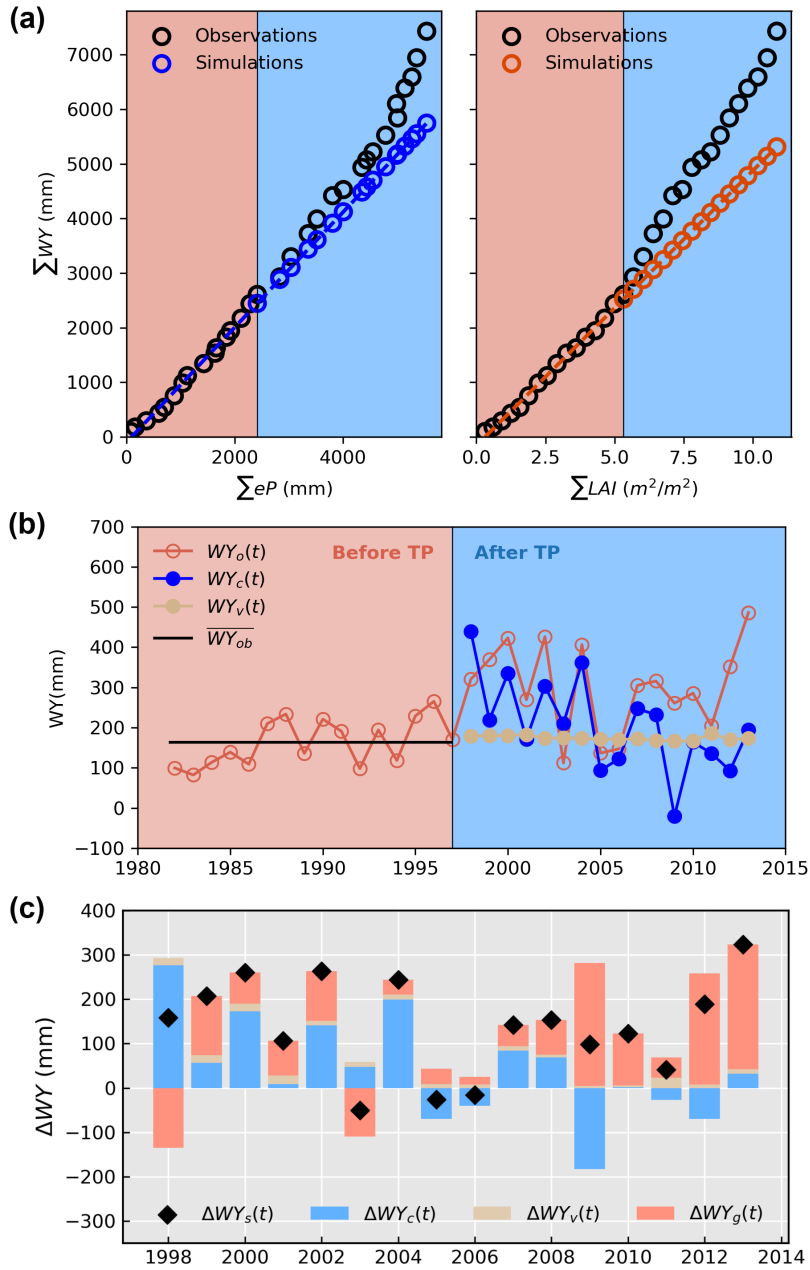 (a)
Observations
Simulations
Observations
Simulations
7000
6000
5000
4000
3000
2000
1000
0
∑WY (mm)
0
2000
4000
∑eP (mm)
0.0
2.5
5.0
7.5
10.0
∑LAI (m²/m²)
(b)
700
600
500
400
300
200
100
0
−100
WY(mm)
WYₒ(t)
WY_c(t)
WYᵥ(t)
W̅Y̅_ob
Before TP
After TP
1980
1985
1990
1995
2000
2005
2010
2015
(c)
400
300
200
100
0
−100
−200
−300
ΔWY (mm)
ΔWYₛ(t)
ΔWY_c(t)
ΔWYᵥ(t)
ΔWY_g(t)
1998
2000
2002
2004
2006
2008
2010
2012
2014